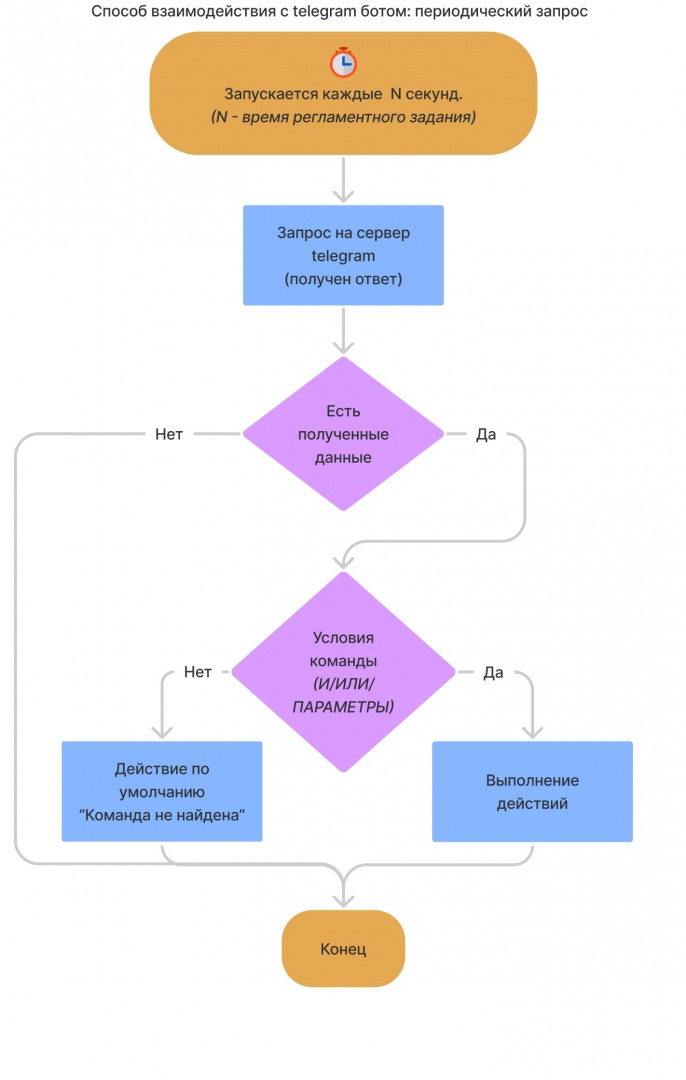 Способ взаимодействия с telegram ботом: периодический запрос
Запускается каждые N секунд.
(N - время регламентного задания)
Запрос на сервер
telegram
(получен ответ)
Есть
полученные
данные
Нет
Да
Условия
команды
(И/ИЛИ/
ПАРАМЕТРЫ)
Нет
Да
Действие по
умолчанию
“Команда не найдена”
Выполнение
действий
Конец